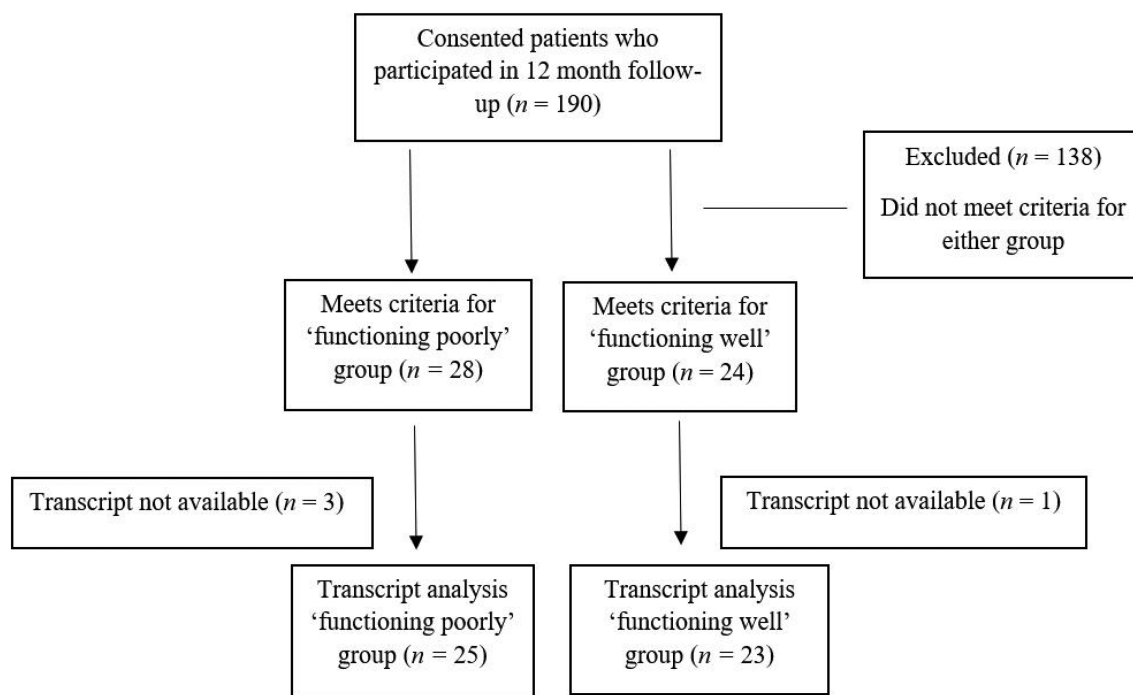 Consented patients who
participated in 12 month follow-
up (n = 190)
Excluded (n = 138)
Did not meet criteria for
either group
Meets criteria for
‘functioning poorly’
group (n = 28)
Meets criteria for
‘functioning well’
group (n = 24)
Transcript not available (n = 3)
Transcript not available (n = 1)
Transcript analysis
‘functioning poorly’
group (n = 25)
Transcript analysis
‘functioning well’
group (n = 23)